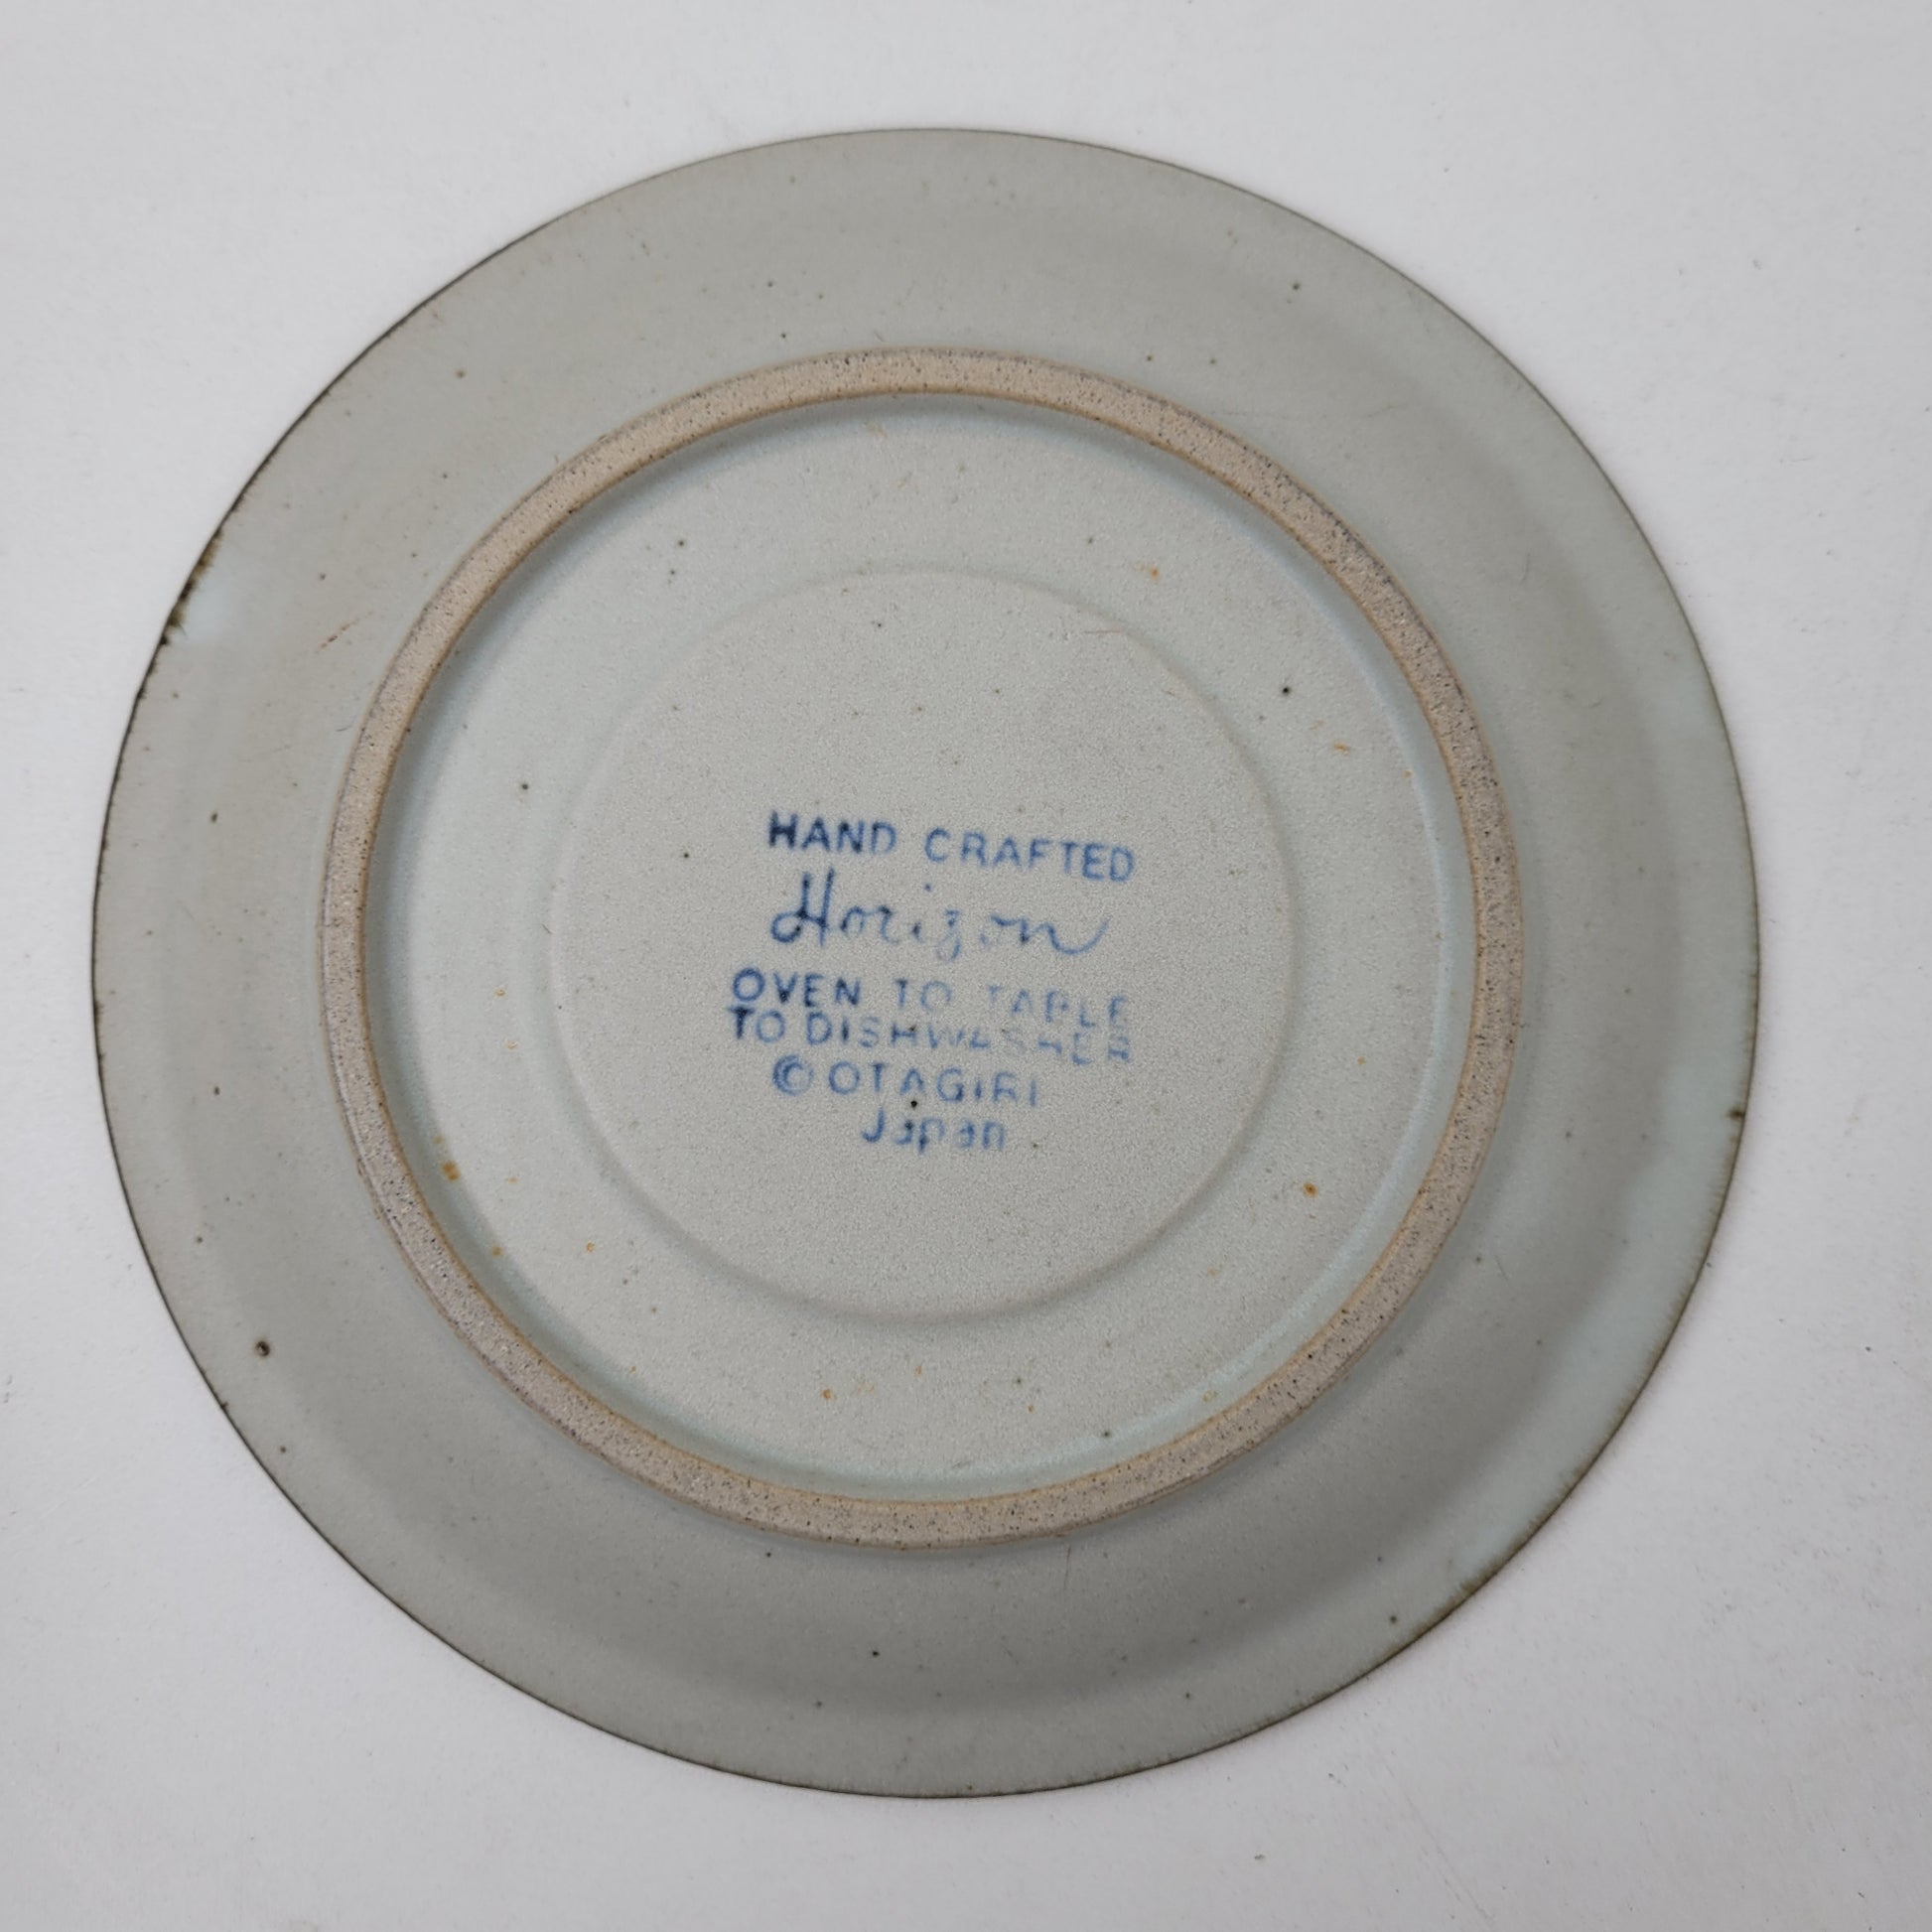 HAND CRAFTED
Horizon
OVEN TO TABLE
TO DISHWASHER
©OTAGIRI
Japan